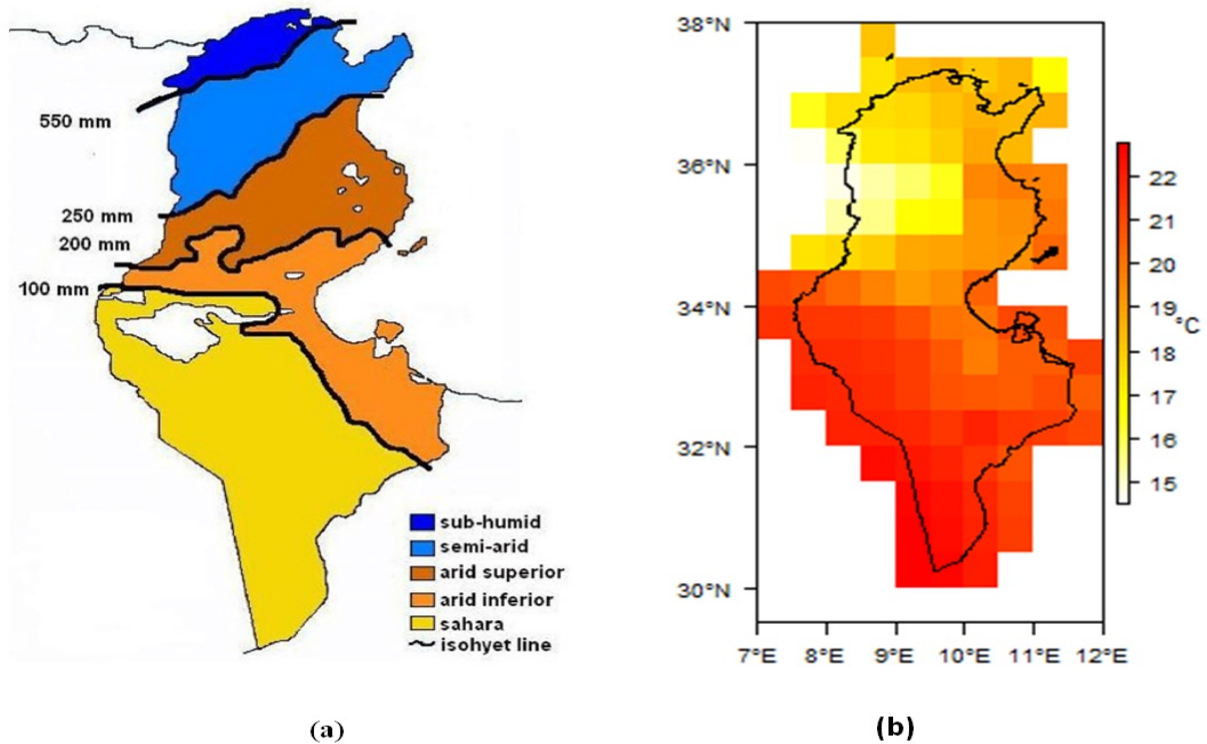 550 mm
250 mm
200 mm
100 mm
sub-humid
semi-arid
arid superior
arid inferior
sahara
isohyet line
(a)
38°N
36°N
34°N
32°N
30°N
7°E 8°E 9°E 10°E 11°E 12°E
22
21
20
19
°C
18
17
16
15
(b)